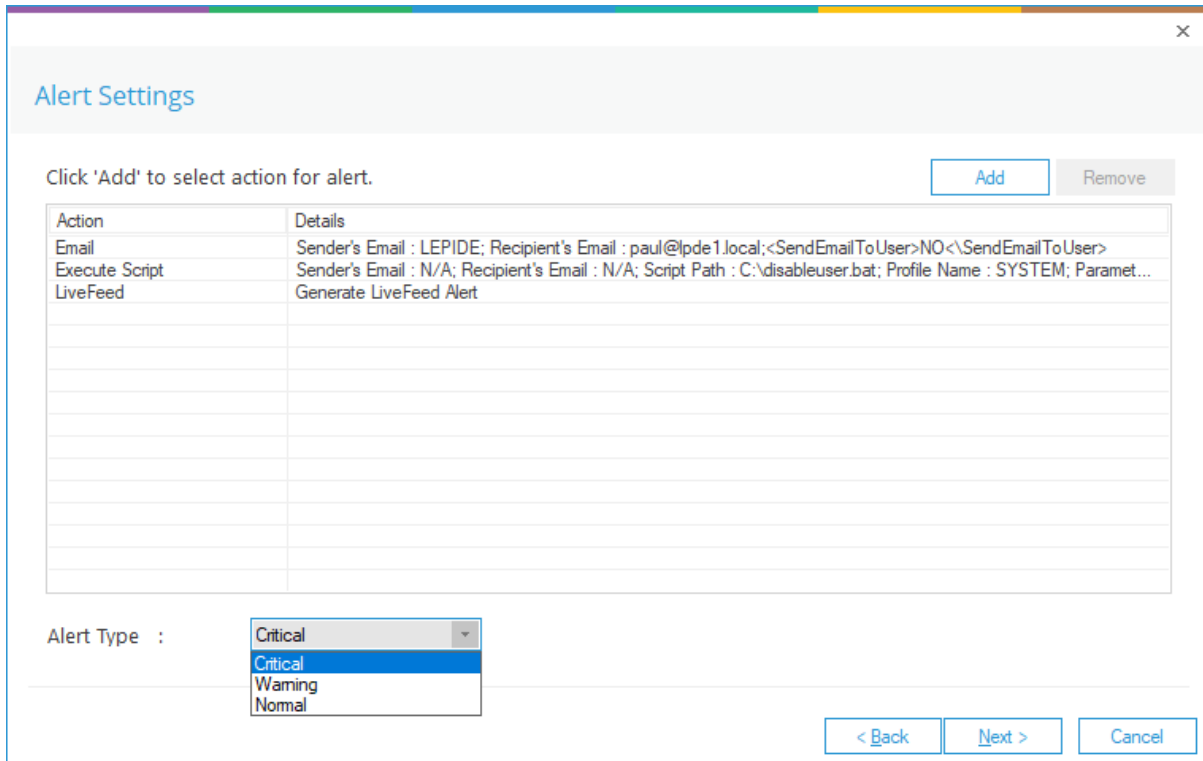 ×
Alert Settings
Click 'Add' to select action for alert.
Add
Remove
Action Details
Email Sender's Email : LEPIDE; Recipient's Email : paul@lpde1.local;<SendEmailToUser>NO<\SendEmailToUser>
Execute Script Sender's Email : N/A; Recipient's Email : N/A; Script Path : C:\disableuser.bat; Profile Name : SYSTEM; Paramet...
LiveFeed Generate LiveFeed Alert
Alert Type :
Critical
Critical
Warning
Normal
< Back
Next >
Cancel